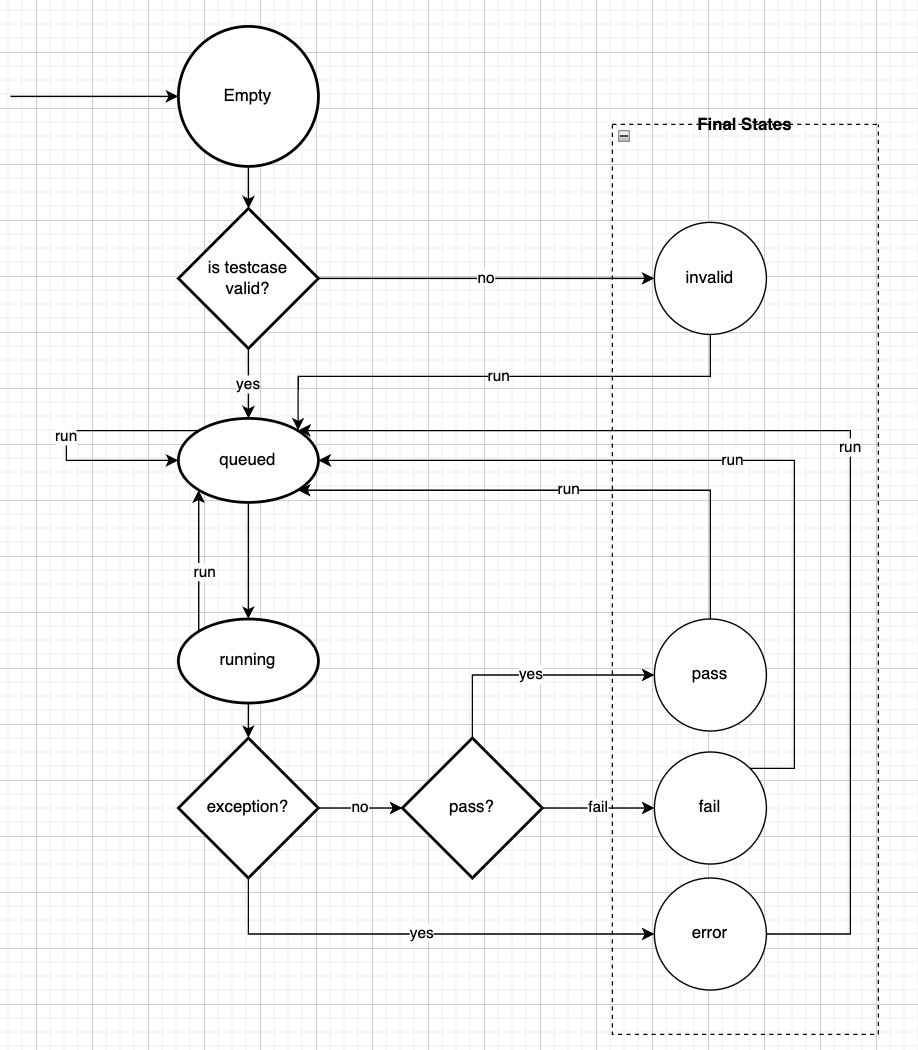 Empty
Final States
is testcase
valid?
no
invalid
yes
run
run
run
queued
run
run
run
running
yes
pass
exception?
no
pass?
fail
fail
yes
error